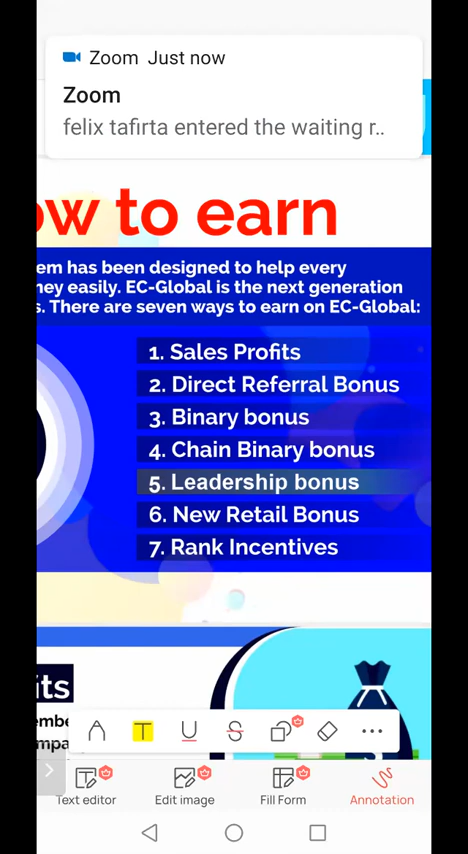 Zoom Just now
Zoom
felix tafirta entered the waiting r..
ow to earn
em has been designed to help every
ney easily. EC-Global is the next generation
s. There are seven ways to earn on EC-Global:
1. Sales Profits
2. Direct Referral Bonus
3. Binary bonus
4. Chain Binary bonus
5. Leadership bonus
6. New Retail Bonus
7. Rank Incentives
its
embe
mpa
T U S
Text editor Edit image Fill Form Annotation